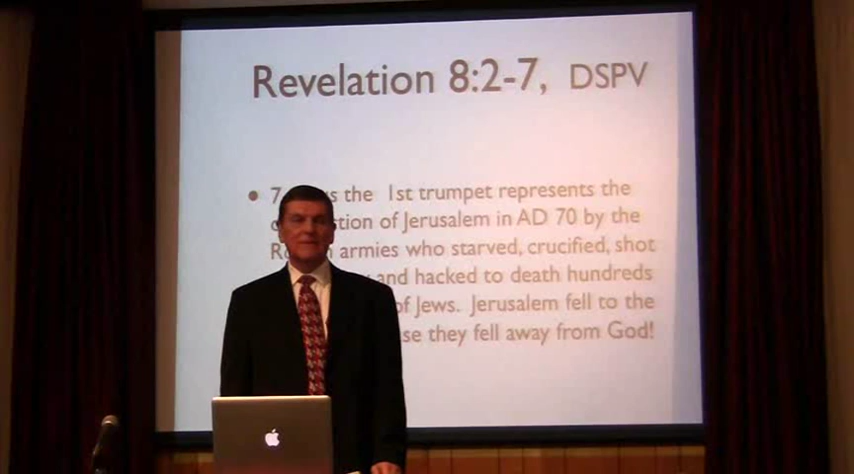 Revelation 8:2-7, DSPV
• 7 the 1st trumpet represents the
of Jerusalem in AD 70 by the
armies who starved, crucified, shot
and hacked to death hundreds
of Jews. Jerusalem fell to the
they fell away from God!